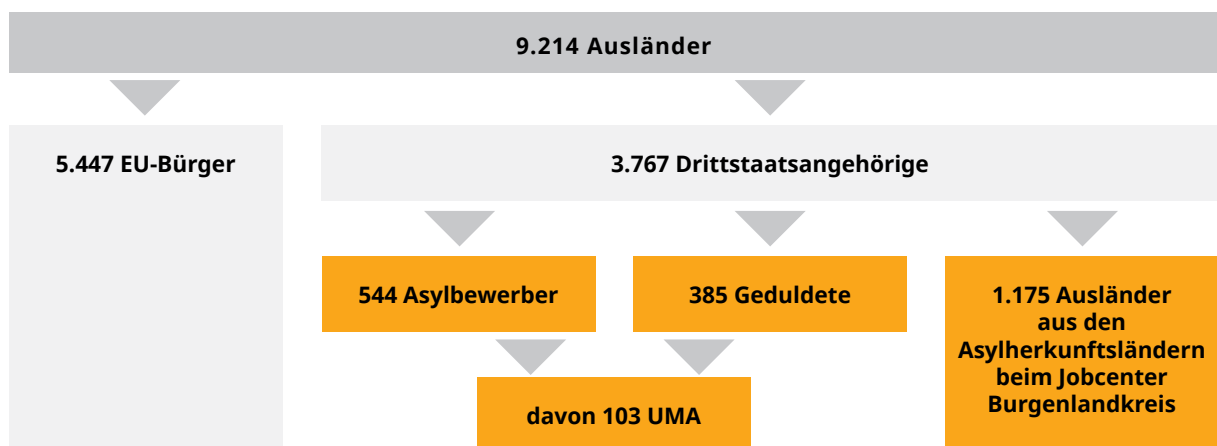 9.214 Ausländer
5.447 EU-Bürger
3.767 Drittstaatsangehörige
544 Asylbewerber
385 Geduldete
1.175 Ausländer
aus den
Asylherkunftsländern
beim Jobcenter
Burgenlandkreis
davon 103 UMA